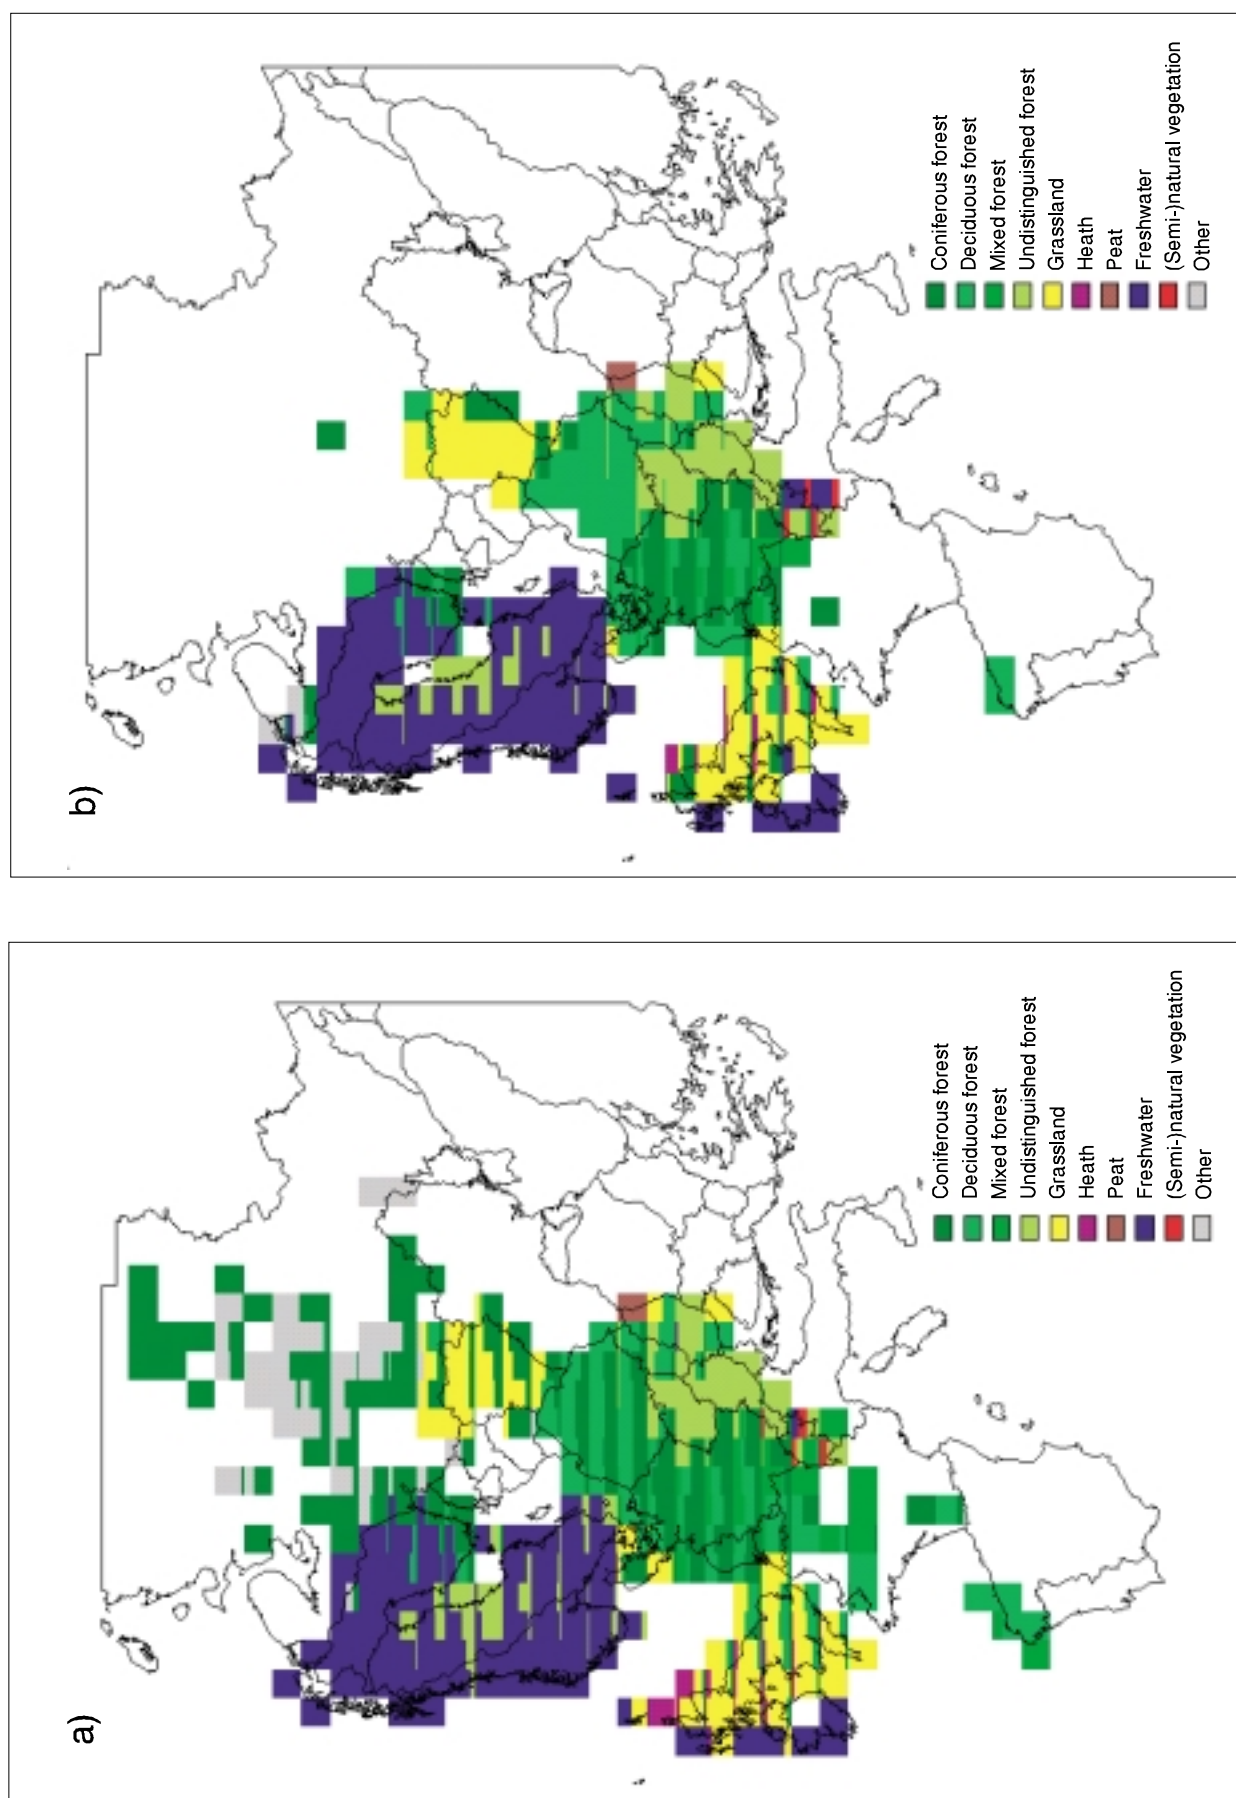 a)
Coniferous forest
Deciduous forest
Mixed forest
Undistinguished forest
Grassland
Heath
Peat
Freshwater
(Semi-)natural vegetation
Other
b)
Coniferous forest
Deciduous forest
Mixed forest
Undistinguished forest
Grassland
Heath
Peat
Freshwater
(Semi-)natural vegetation
Other